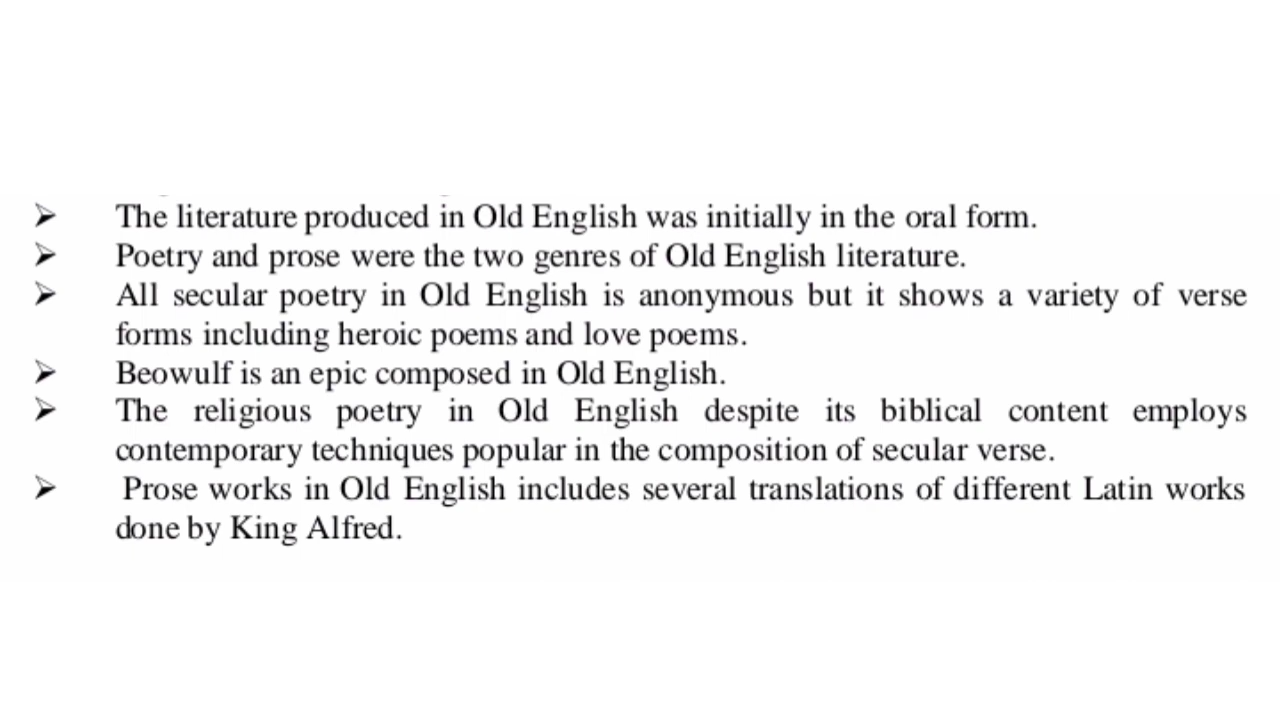 ➢ The literature produced in Old English was initially in the oral form.
➢ Poetry and prose were the two genres of Old English literature.
➢ All secular poetry in Old English is anonymous but it shows a variety of verse
forms including heroic poems and love poems.
➢ Beowulf is an epic composed in Old English.
➢ The religious poetry in Old English despite its biblical content employs
contemporary techniques popular in the composition of secular verse.
➢ Prose works in Old English includes several translations of different Latin works
done by King Alfred.